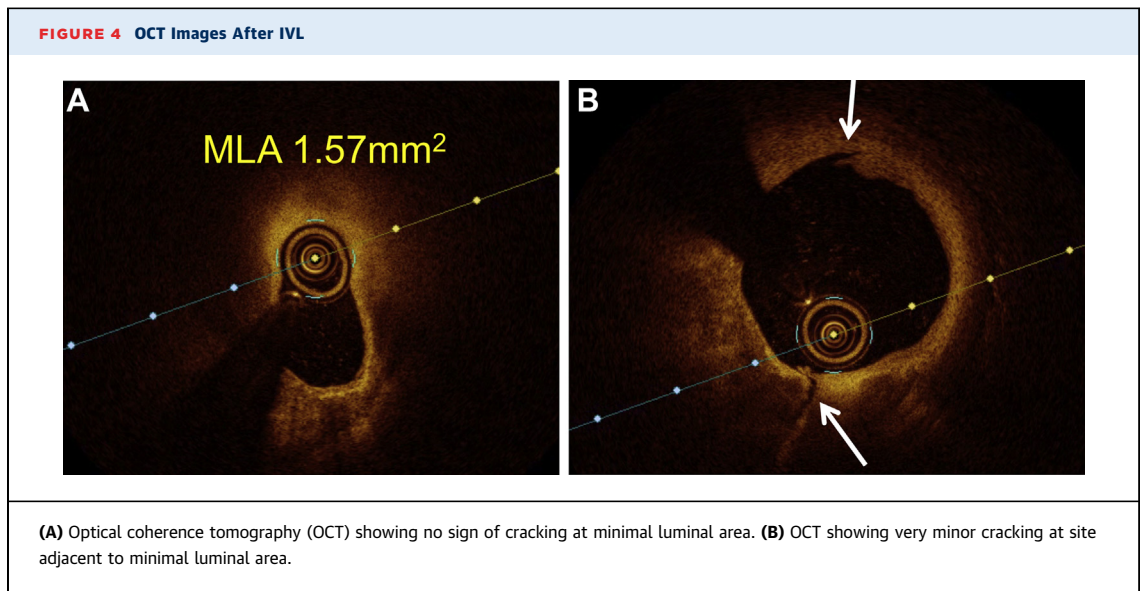 FIGURE 4 OCT Images After IVL
A
MLA 1.57mm²
B
(A) Optical coherence tomography (OCT) showing no sign of cracking at minimal luminal area. (B) OCT showing very minor cracking at site
adjacent to minimal luminal area.